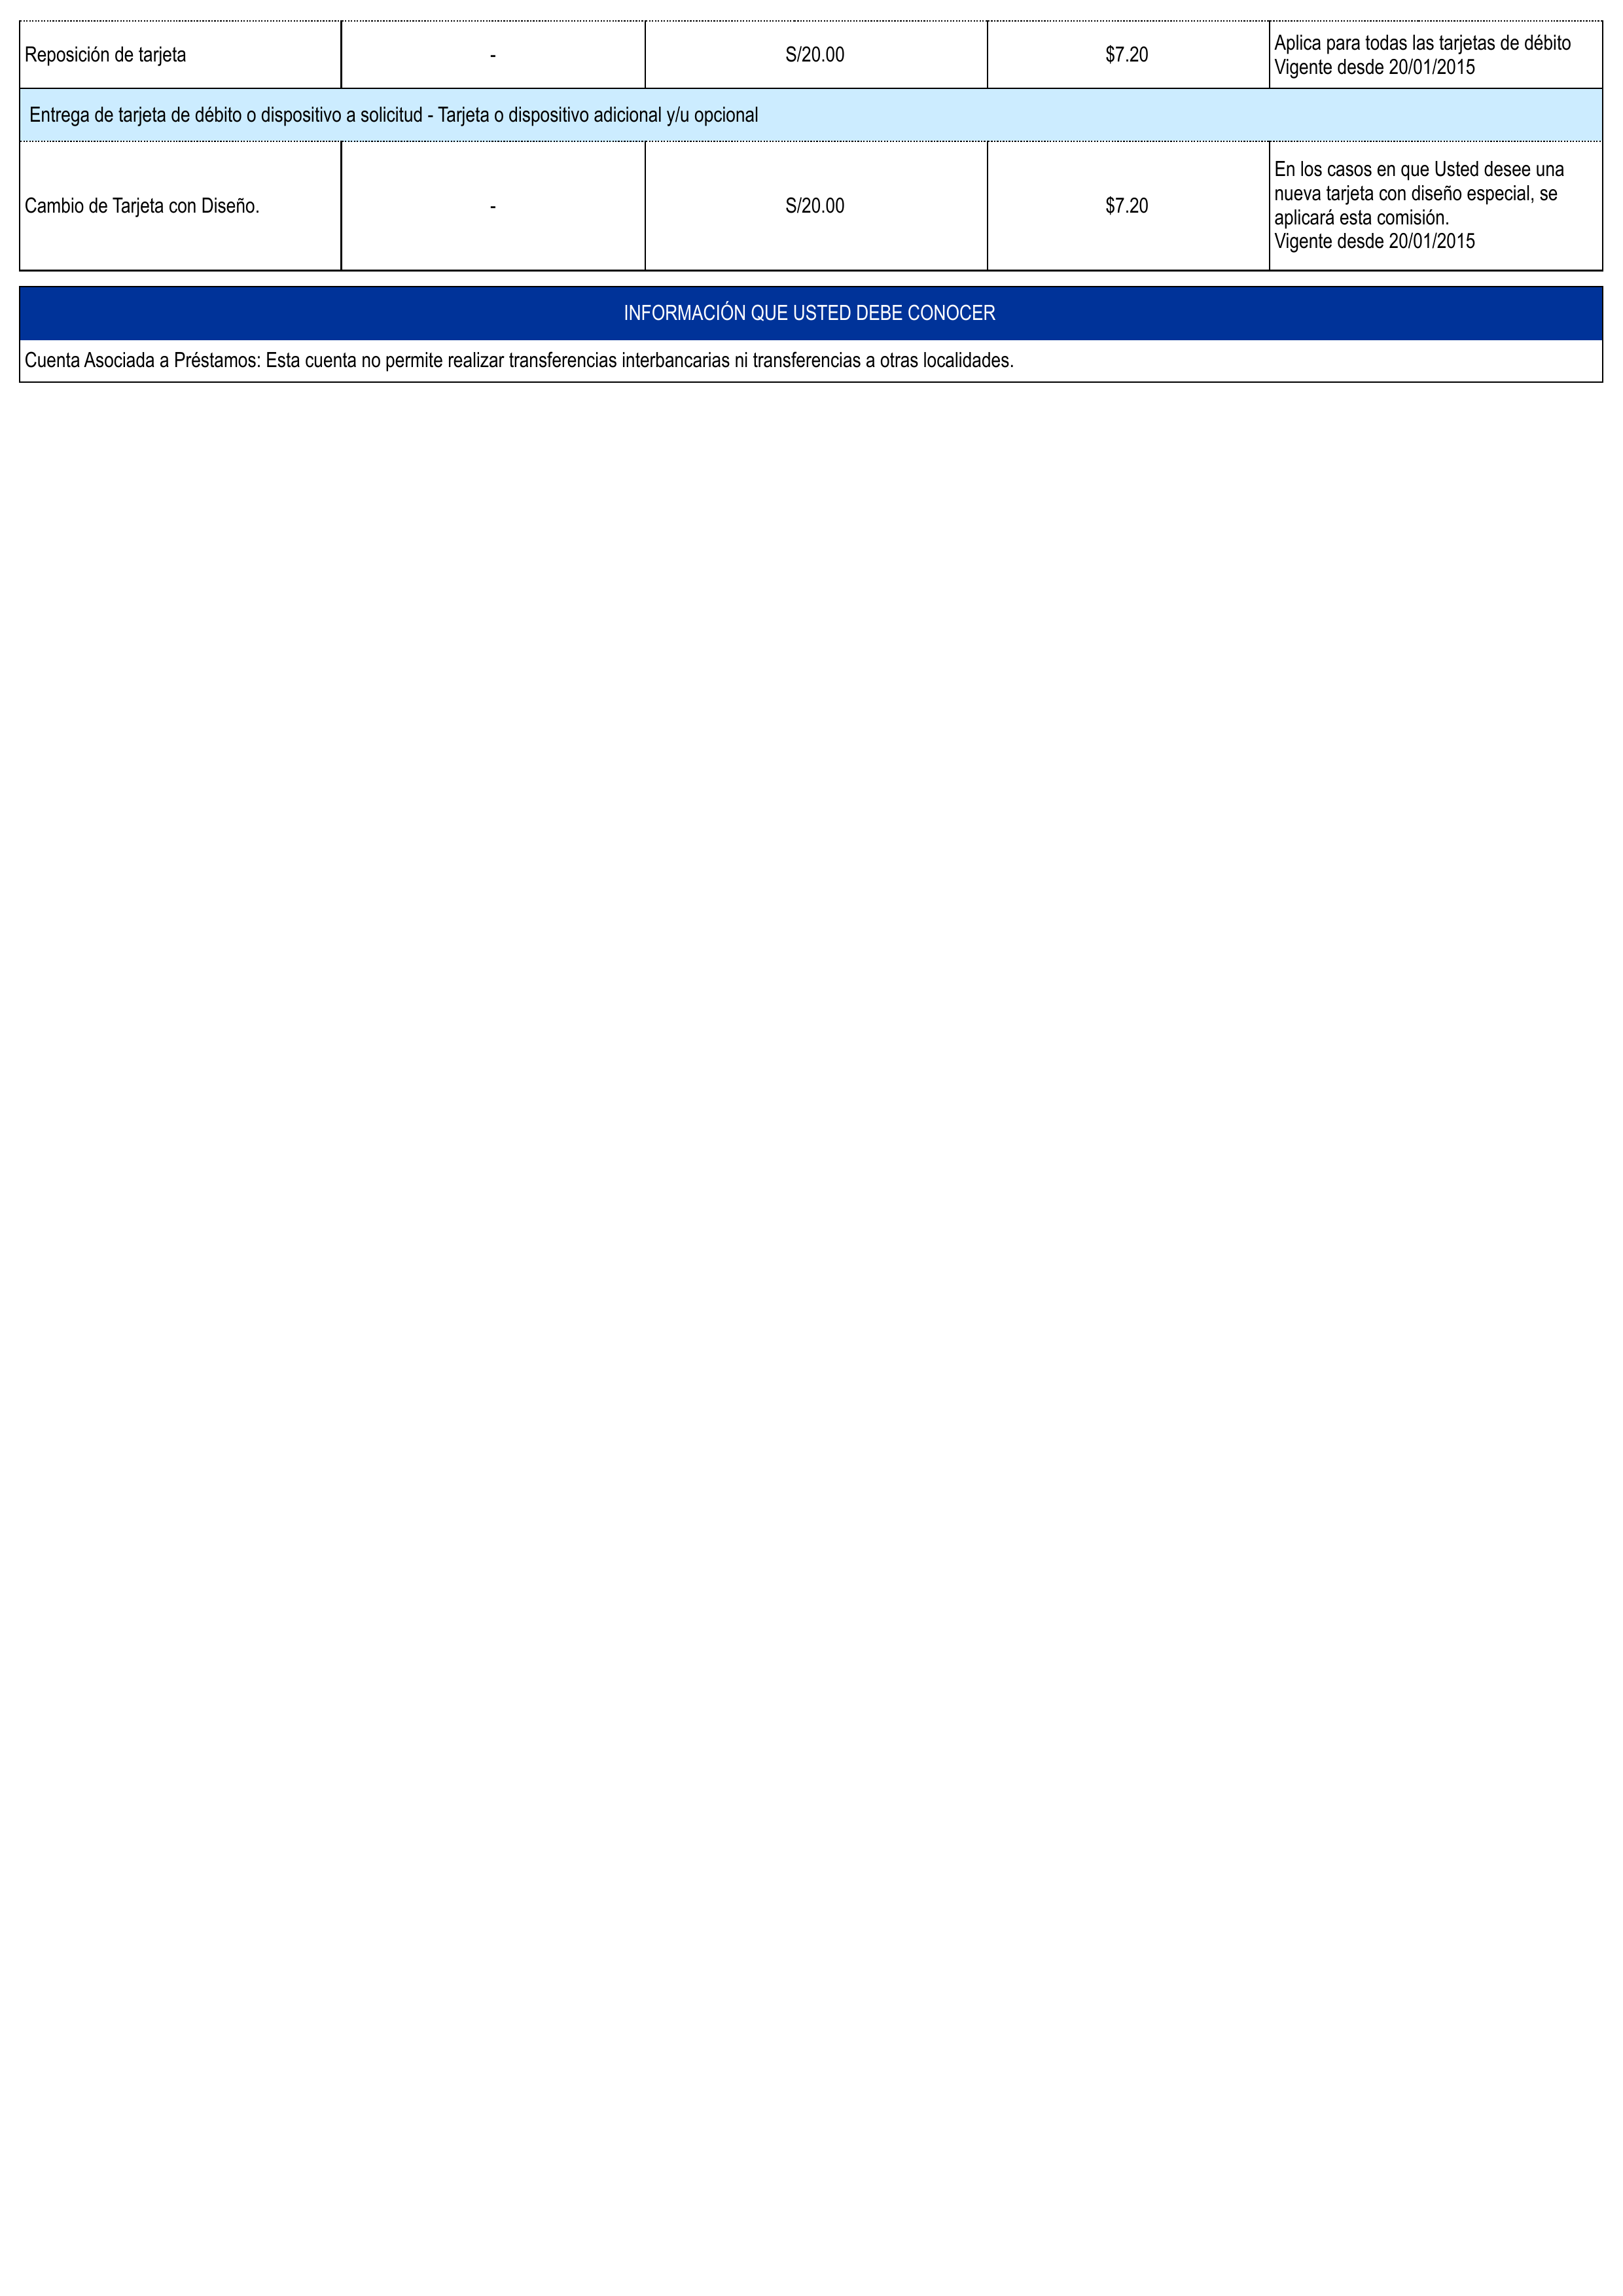 Reposición de tarjeta - S/20.00 $7.20 Aplica para todas las tarjetas de débito
Vigente desde 20/01/2015
Entrega de tarjeta de débito o dispositivo a solicitud - Tarjeta o dispositivo adicional y/u opcional
Cambio de Tarjeta con Diseño. - S/20.00 $7.20 En los casos en que Usted desee una
nueva tarjeta con diseño especial, se
aplicará esta comisión.
Vigente desde 20/01/2015
INFORMACIÓN QUE USTED DEBE CONOCER
Cuenta Asociada a Préstamos: Esta cuenta no permite realizar transferencias interbancarias ni transferencias a otras localidades.